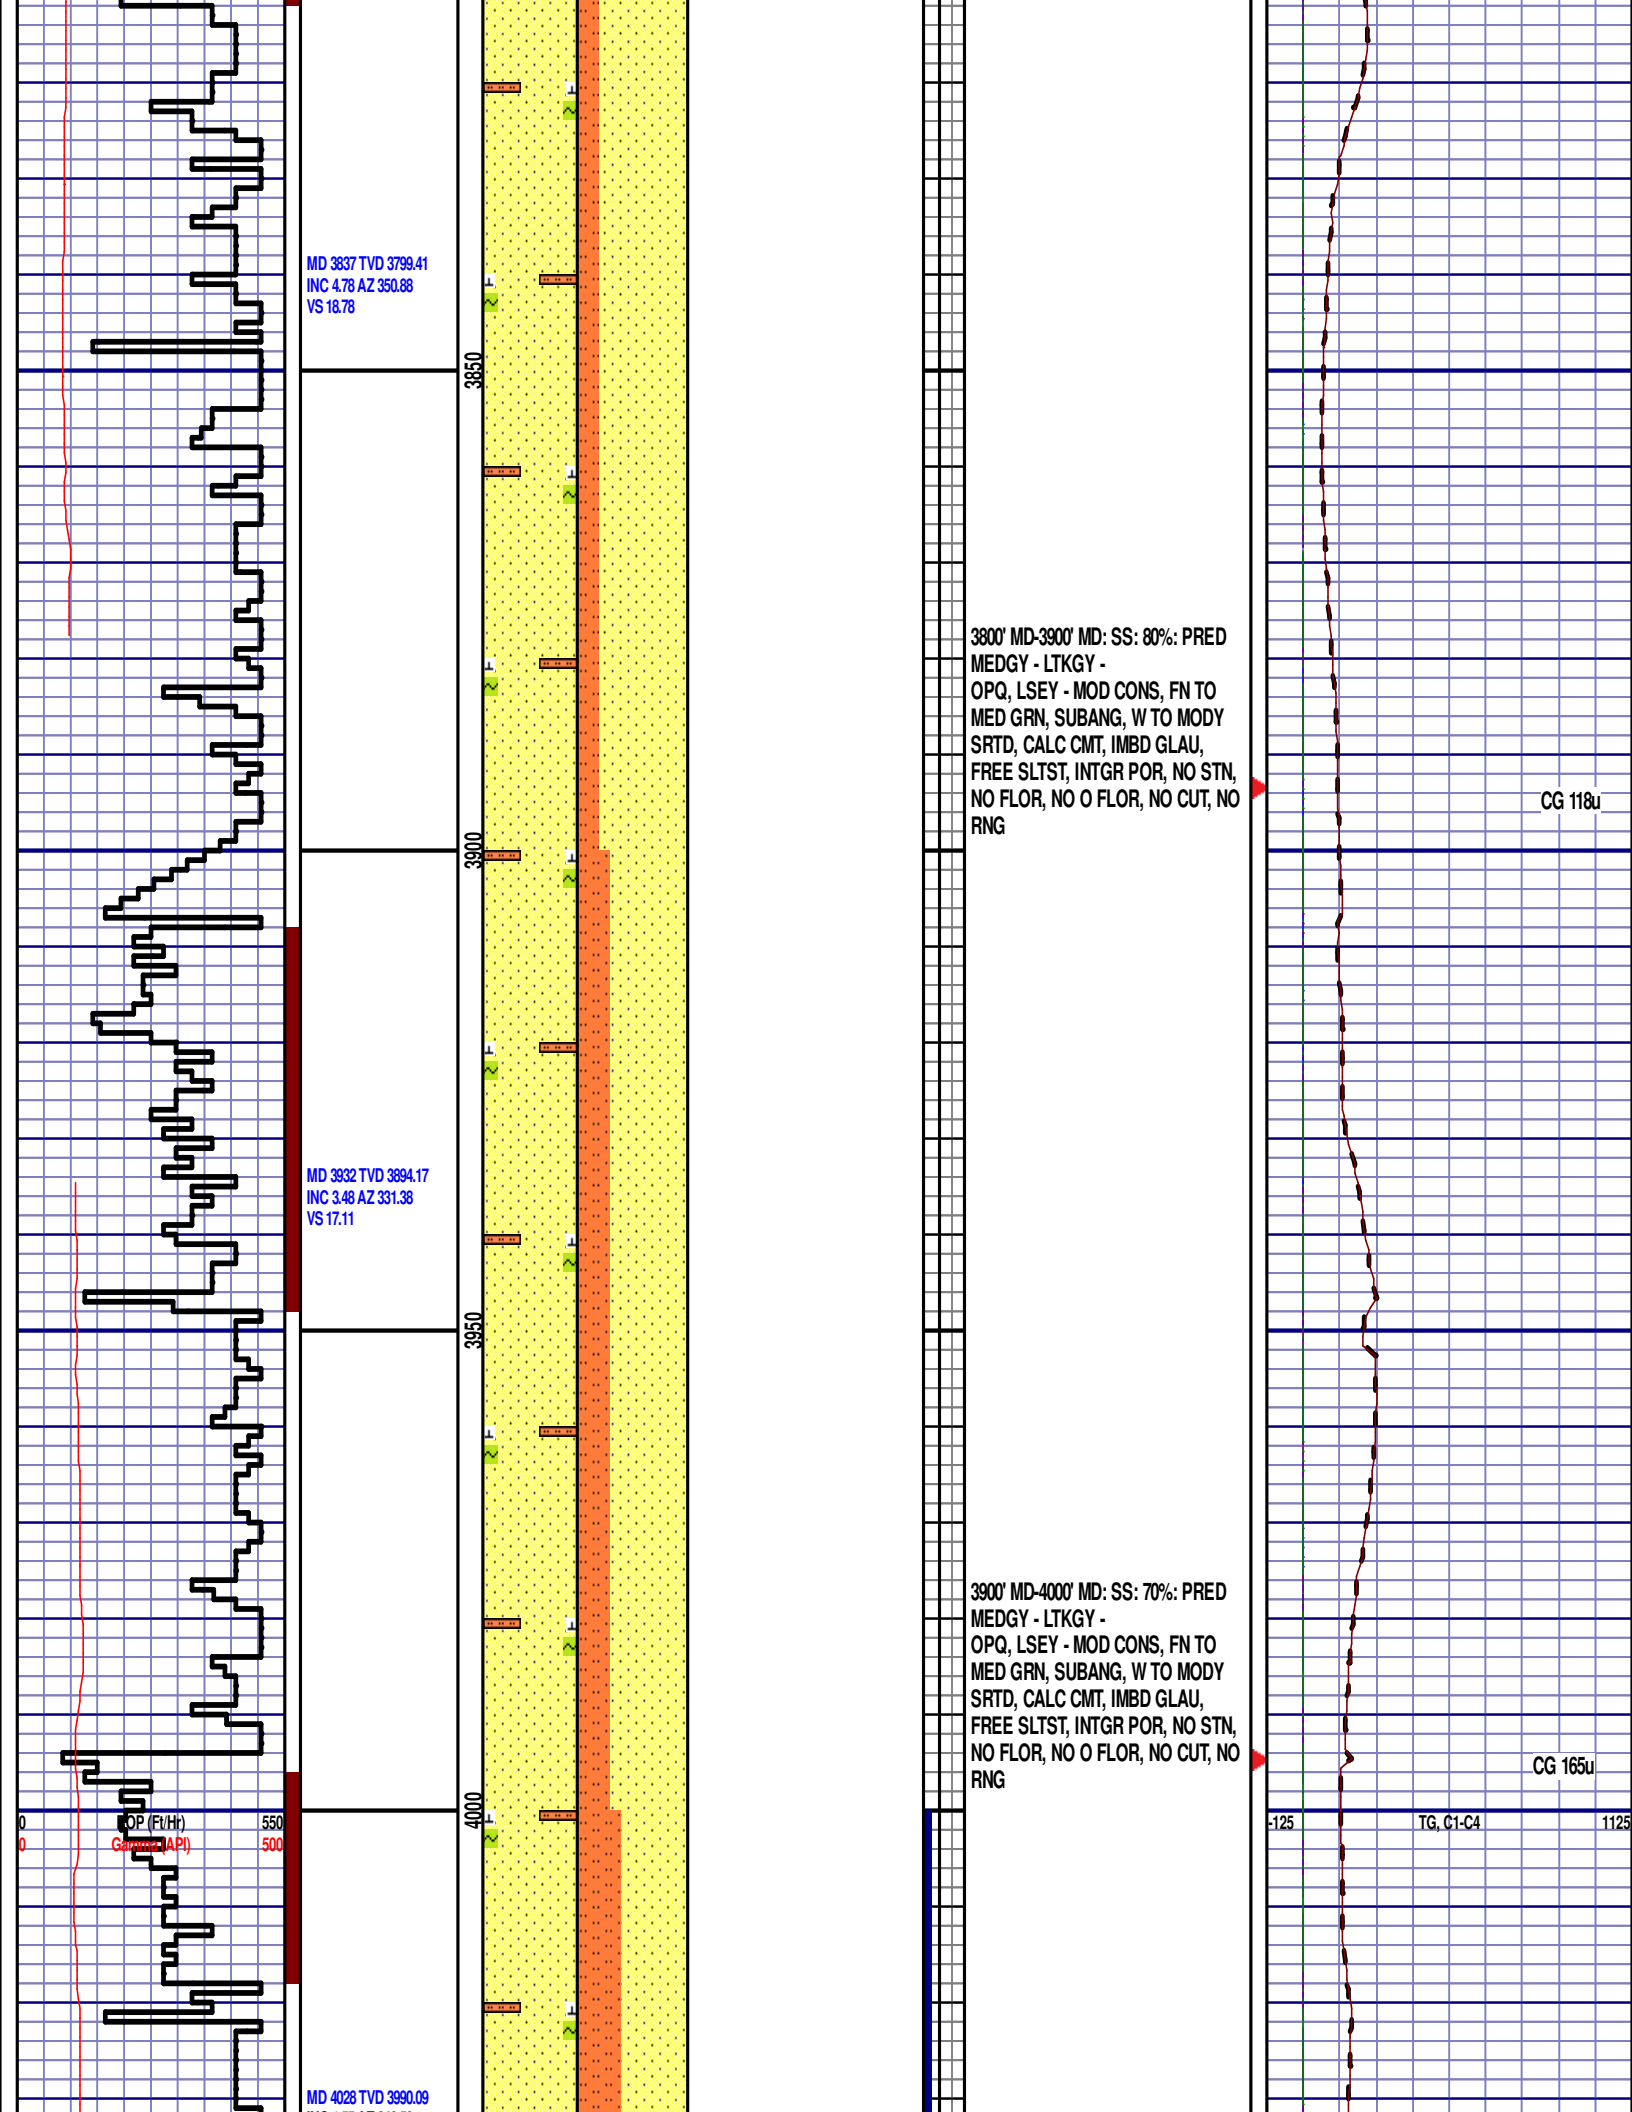 MD 3837 TVD 3799.41
INC 4.78 AZ 350.88
VS 18.78
3850
3800' MD-3900' MD: SS: 80%: PRED
MEDGY - LTKGY -
OPQ, LSEY - MOD CONS, FN TO
MED GRN, SUBANG, W TO MODY
SRTD, CALC CMT, IMBD GLAU,
FREE SLTST, INTGR POR, NO STN,
NO FLOR, NO O FLOR, NO CUT, NO
RNG
CG 118u
3900
MD 3932 TVD 3894.17
INC 3.48 AZ 331.38
VS 17.11
3950
3900' MD-4000' MD: SS: 70%: PRED
MEDGY - LTKGY -
OPQ, LSEY - MOD CONS, FN TO
MED GRN, SUBANG, W TO MODY
SRTD, CALC CMT, IMBD GLAU,
FREE SLTST, INTGR POR, NO STN,
NO FLOR, NO O FLOR, NO CUT, NO
RNG
CG 165u
4000
0 ROP (Ft/Hr) 550
0 Gamma (API) 500
-125 TG, C1-C4 1125
MD 4028 TVD 3990.09